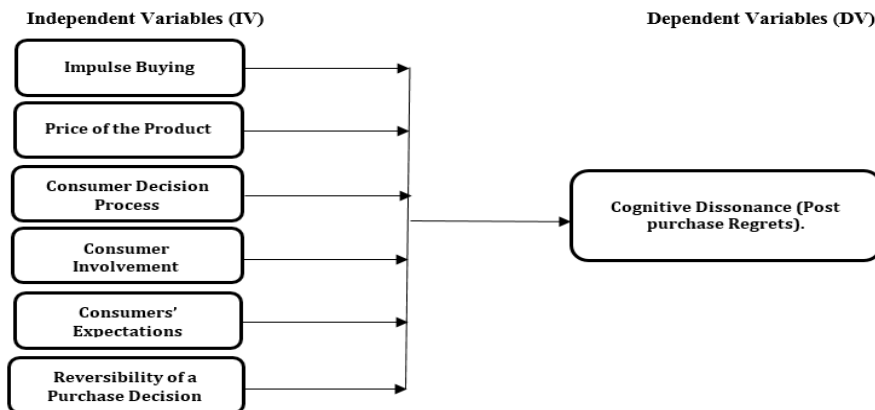 Independent Variables (IV)
Dependent Variables (DV)
Impulse Buying
Price of the Product
Consumer Decision
Process
Consumer
Involvement
Consumers’
Expectations
Reversibility of a
Purchase Decision
Cognitive Dissonance (Post
purchase Regrets).